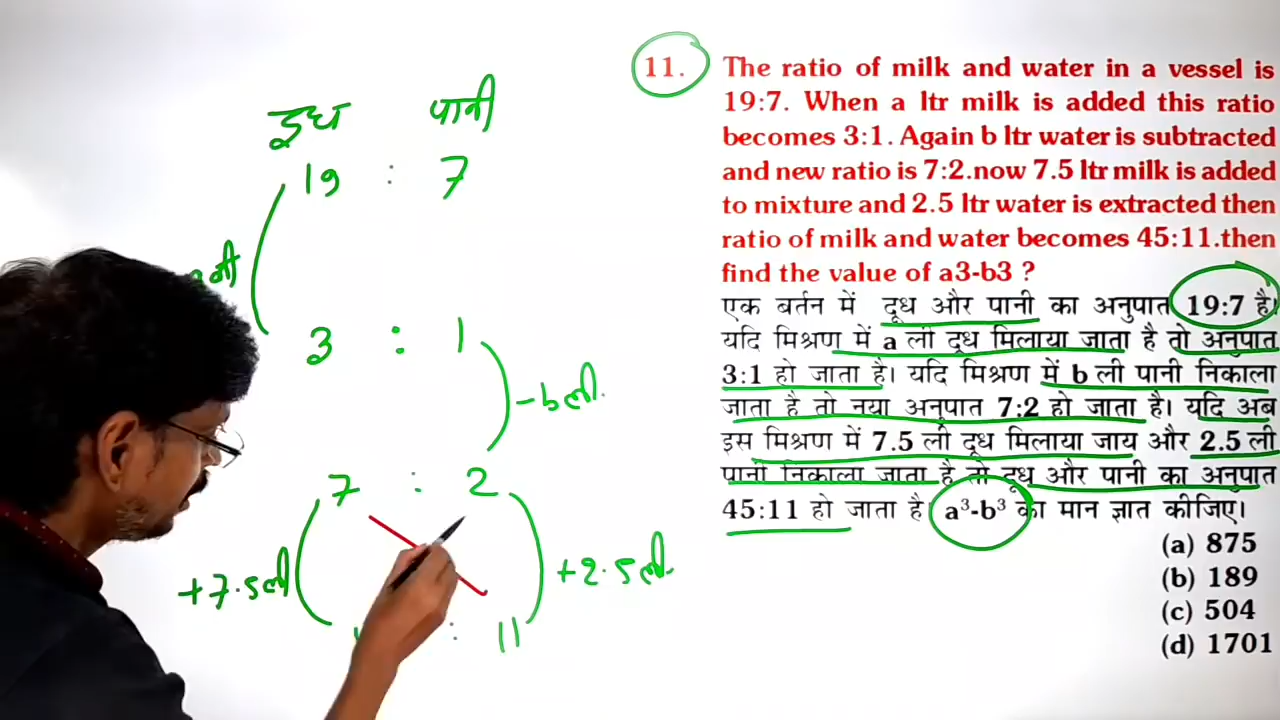 दूध पानी
19 : 7
3 : 1
-b ली.
7 : 2
+7.5ली +2.5ली.
: 11
11. The ratio of milk and water in a vessel is
19:7. When a ltr milk is added this ratio
becomes 3:1. Again b ltr water is subtracted
and new ratio is 7:2.now 7.5 ltr milk is added
to mixture and 2.5 ltr water is extracted then
ratio of milk and water becomes 45:11.then
find the value of a3-b3 ?
एक बर्तन में दूध और पानी का अनुपात 19:7 है।
यदि मिश्रण में a ली दूध मिलाया जाता है तो अनुपात
3:1 हो जाता है। यदि मिश्रण में b ली पानी निकाला
जाता है तो नया अनुपात 7:2 हो जाता है। यदि अब
इस मिश्रण में 7.5 ली दूध मिलाया जाय और 2.5 ली
पानी निकाला जाता है तो दूध और पानी का अनुपात
45:11 हो जाता है। a³-b³ का मान ज्ञात कीजिए।
(a) 875
(b) 189
(c) 504
(d) 1701